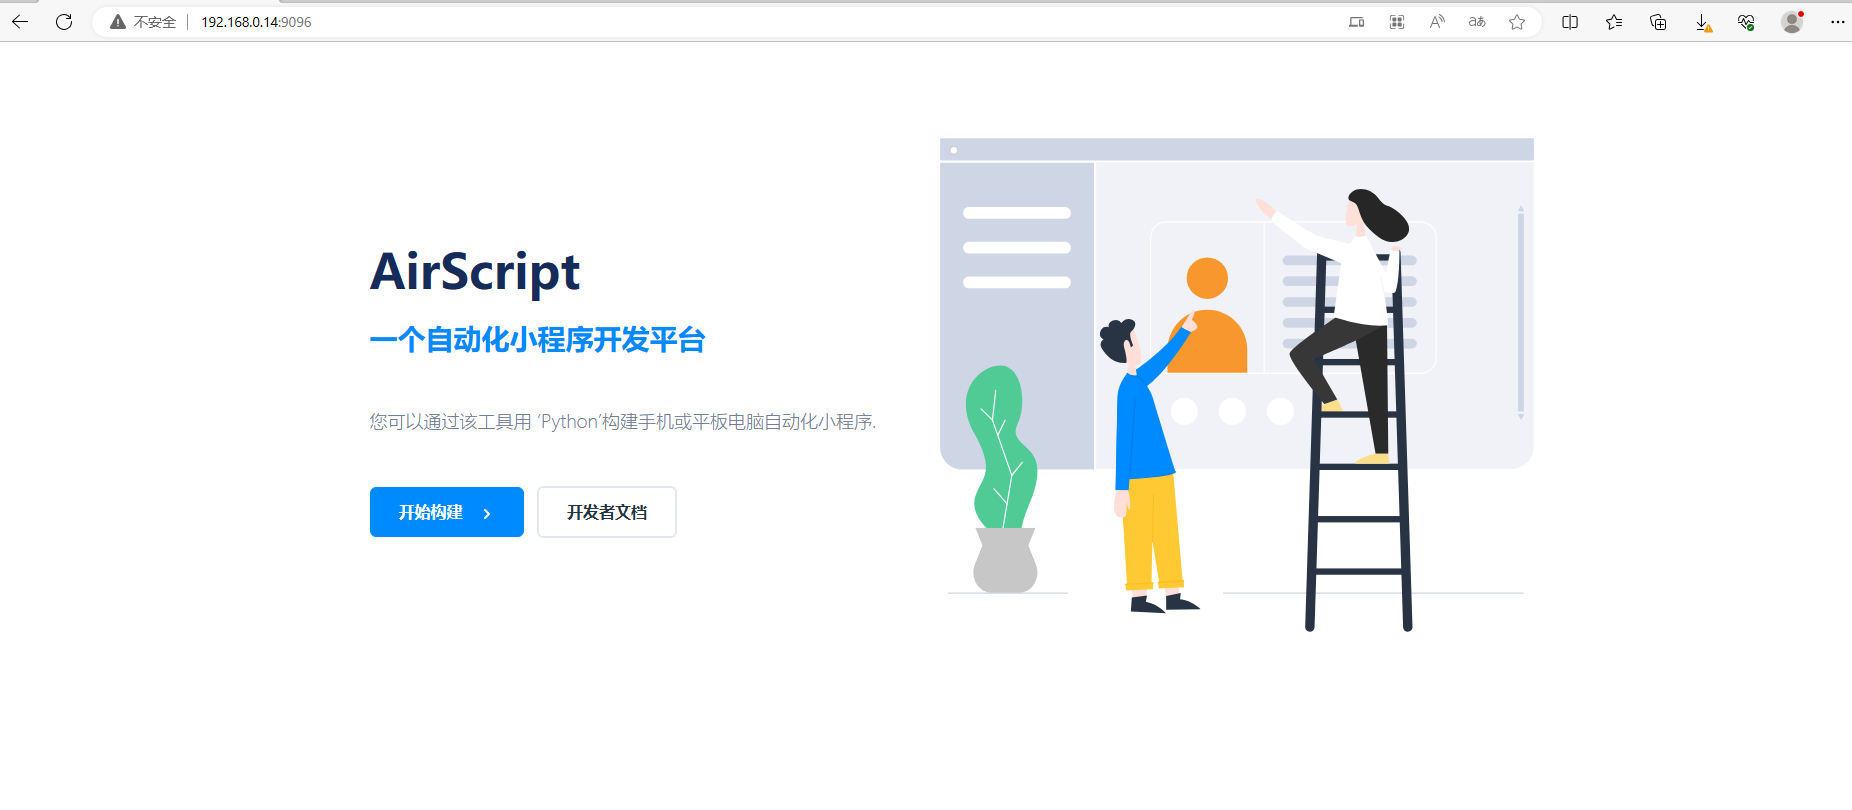 不安全 192.168.0.14:9096
AirScript
一个自动化小程序开发平台
您可以通过该工具用 ‘Python’构建手机或平板电脑自动化小程序.
开始构建
开发者文档